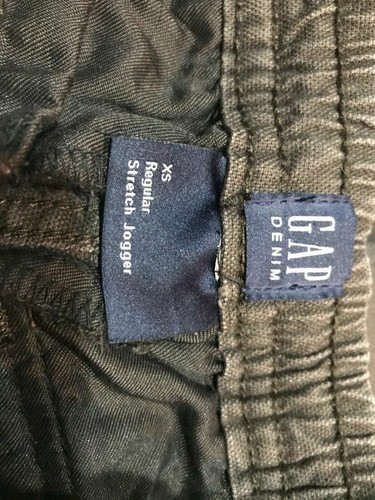 GAP
DENIM
XS
Regular
Stretch Jogger